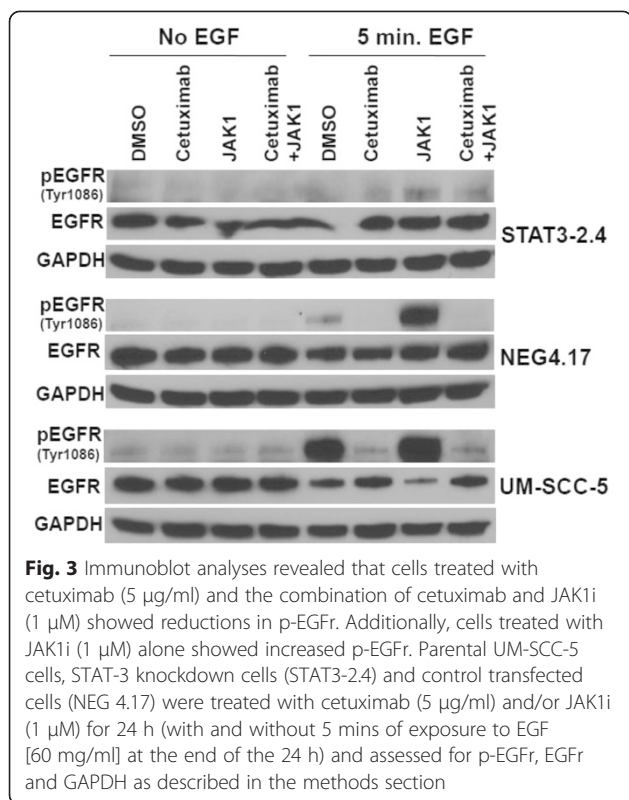 No EGF 5 min. EGF
DMSO Cetuximab JAK1 Cetuximab +JAK1 DMSO Cetuximab JAK1 Cetuximab +JAK1
pEGFR
(Tyr1086)
EGFR
STAT3-2.4
GAPDH
pEGFR
(Tyr1086)
EGFR
NEG4.17
GAPDH
pEGFR
(Tyr1086)
EGFR
UM-SCC-5
GAPDH
Fig. 3 Immunoblot analyses revealed that cells treated with
cetuximab (5 μg/ml) and the combination of cetuximab and JAK1i
(1 μM) showed reductions in p-EGFr. Additionally, cells treated with
JAK1i (1 μM) alone showed increased p-EGFr. Parental UM-SCC-5
cells, STAT-3 knockdown cells (STAT3-2.4) and control transfected
cells (NEG 4.17) were treated with cetuximab (5 μg/ml) and/or JAK1i
(1 μM) for 24 h (with and without 5 mins of exposure to EGF
[60 mg/ml] at the end of the 24 h) and assessed for p-EGFr, EGFr
and GAPDH as described in the methods section